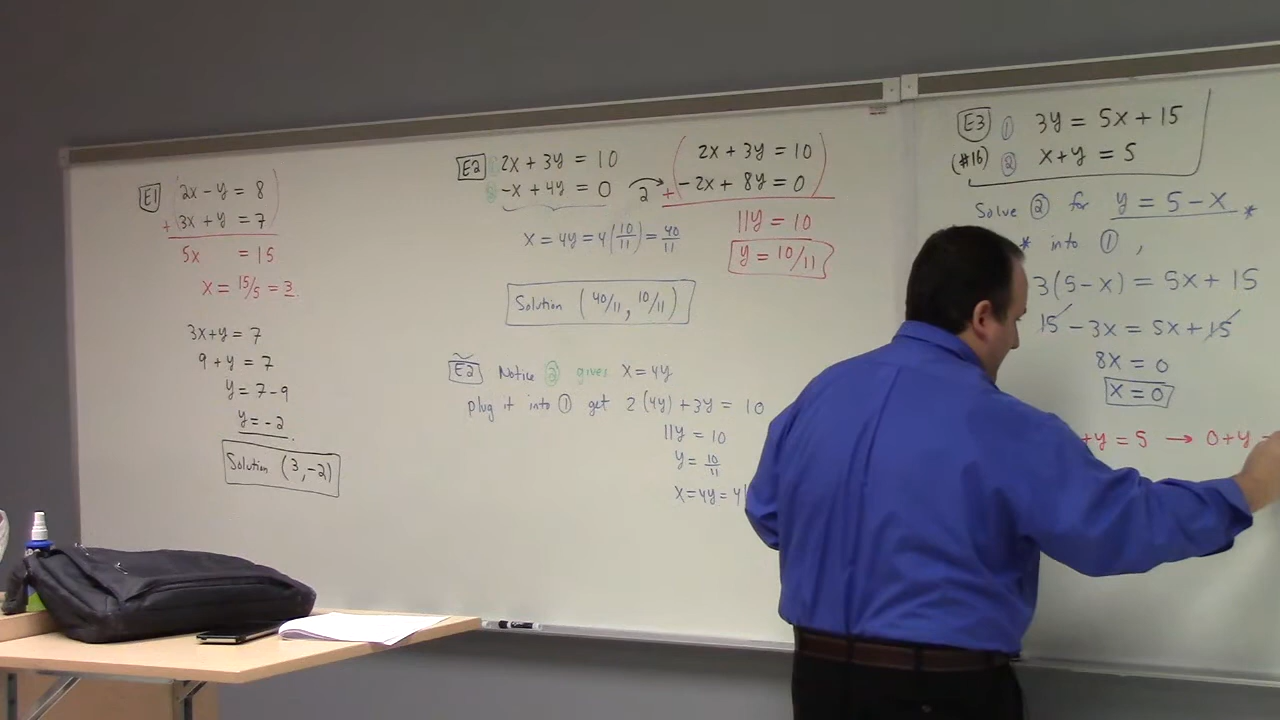 E1
2x - y = 8
+ 3x + y = 7
5x = 15
x = 15/5 = 3.
3x + y = 7
9 + y = 7
y = 7 - 9
y = -2.
Solution (3, -2)
E2 ① 2x + 3y = 10
② -x + 4y = 0
2
2x + 3y = 10
+ -2x + 8y = 0
11y = 10
y = 10/11
x = 4y = 4(10/11) = 40/11
Solution (40/11, 10/11)
E2 Notice ② gives x = 4y
plug it into ① get 2(4y) + 3y = 10
11y = 10
y = 10/11
x = 4y = 4(
E3 ① 3y = 5x + 15
(#16) ② x + y = 5
Solve ② for y = 5 - x *
* into ① ,
3(5 - x) = 5x + 15
15 - 3x = 5x + 15
8x = 0
x = 0
+ y = 5 → 0 + y =